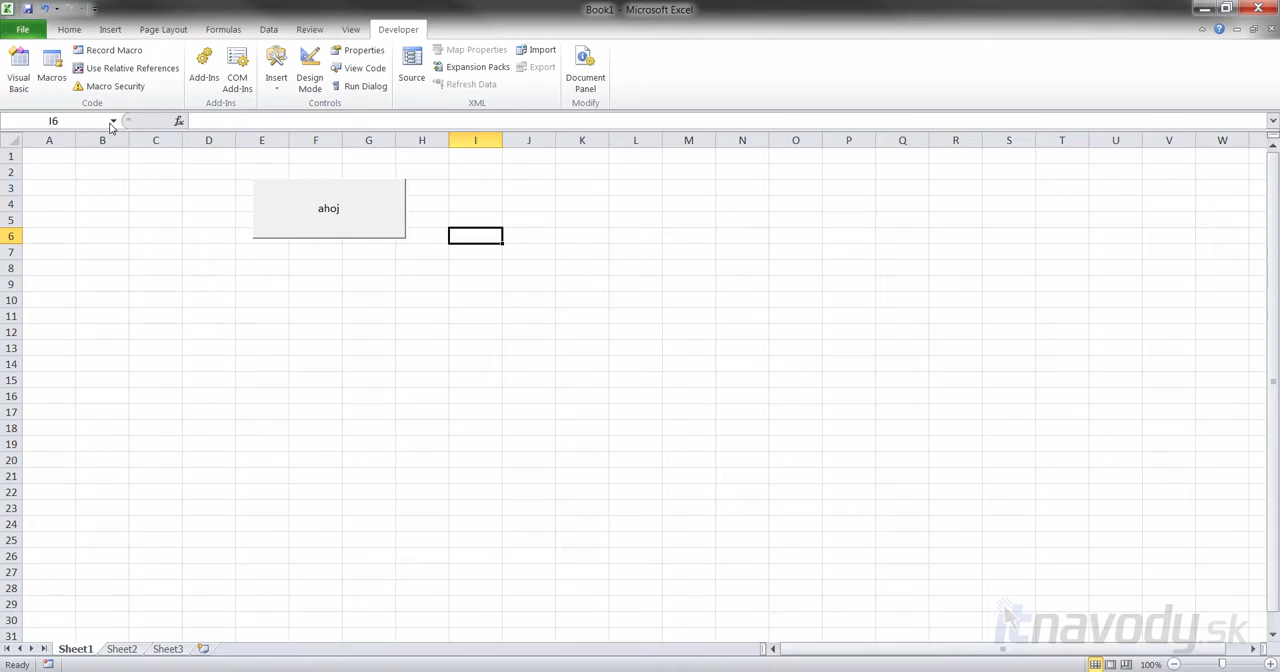 Book1 - Microsoft Excel
File Home Insert Page Layout Formulas Data Review View Developer
Visual Basic
Macros
Record Macro
Use Relative References
Macro Security
Code
Add-Ins
COM Add-Ins
Add-Ins
Insert
Design Mode
Properties
View Code
Run Dialog
Controls
Source
Map Properties
Expansion Packs
Refresh Data
Import
Export
XML
Document Panel
Modify
I6
fx
A B C D E F G H I J K L M N O P Q R S T U V W
1
2
3
4
ahoj
5
6
7
8
9
10
11
12
13
14
15
16
17
18
19
20
21
22
23
24
25
26
27
28
29
30
31
itnavody.sk
Sheet1 Sheet2 Sheet3
Ready
100%